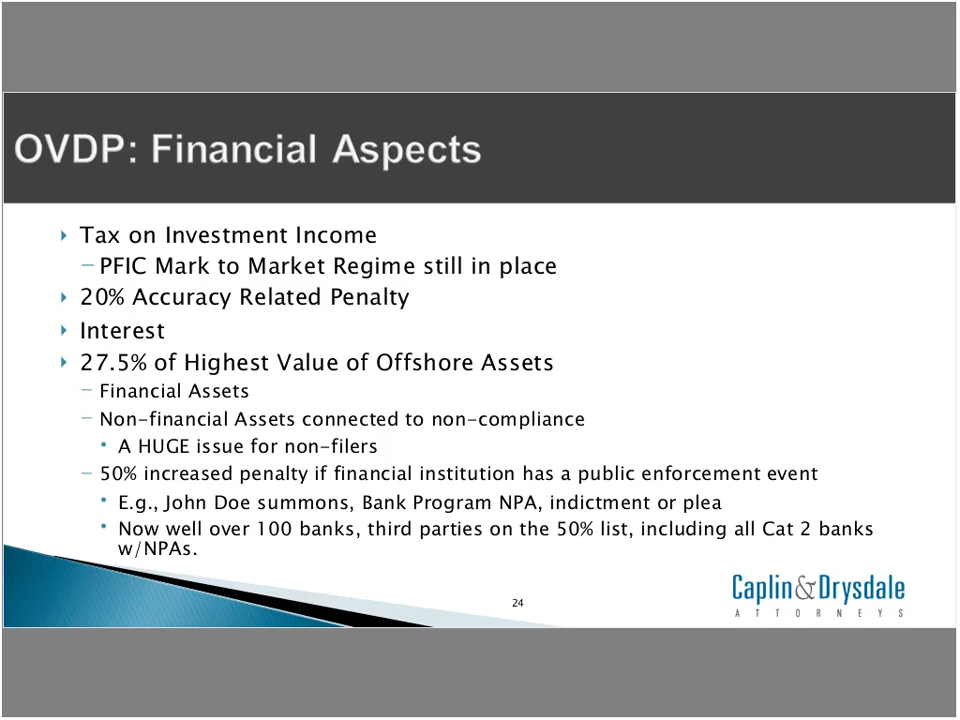 OVDP: Financial Aspects
Tax on Investment Income
– PFIC Mark to Market Regime still in place
20% Accuracy Related Penalty
Interest
27.5% of Highest Value of Offshore Assets
– Financial Assets
– Non-financial Assets connected to non-compliance
• A HUGE issue for non-filers
– 50% increased penalty if financial institution has a public enforcement event
• E.g., John Doe summons, Bank Program NPA, indictment or plea
• Now well over 100 banks, third parties on the 50% list, including all Cat 2 banks
w/NPAs.
24
Caplin&Drysdale
ATTORNEYS